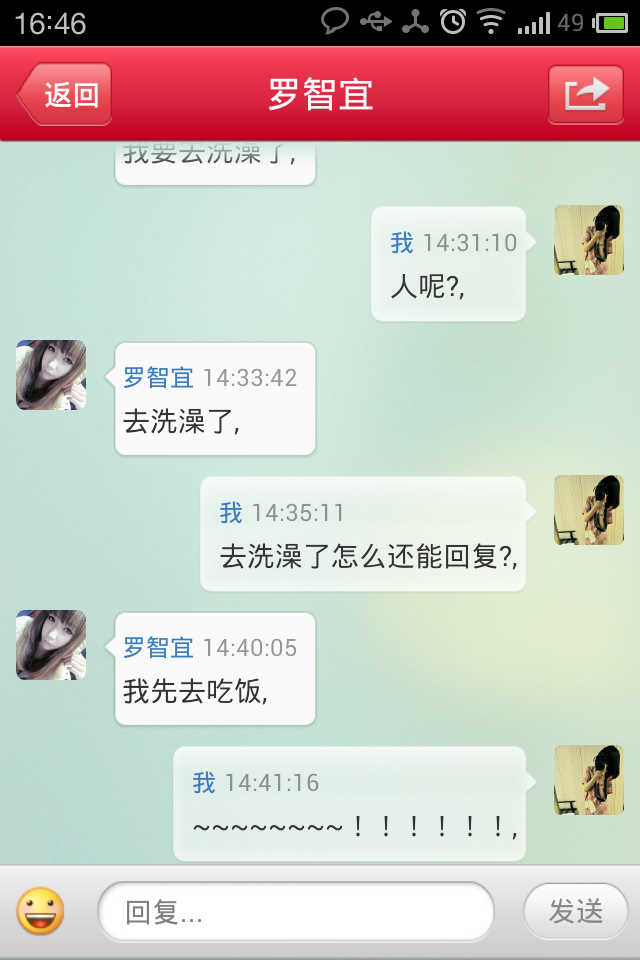 16:46 49
返回 罗智宜
我要去洗澡了,
我 14:31:10
人呢?,
罗智宜 14:33:42
去洗澡了,
我 14:35:11
去洗澡了怎么还能回复?,
罗智宜 14:40:05
我先去吃饭,
我 14:41:16
~~~~~~~~！！！！！！,
回复... 发送